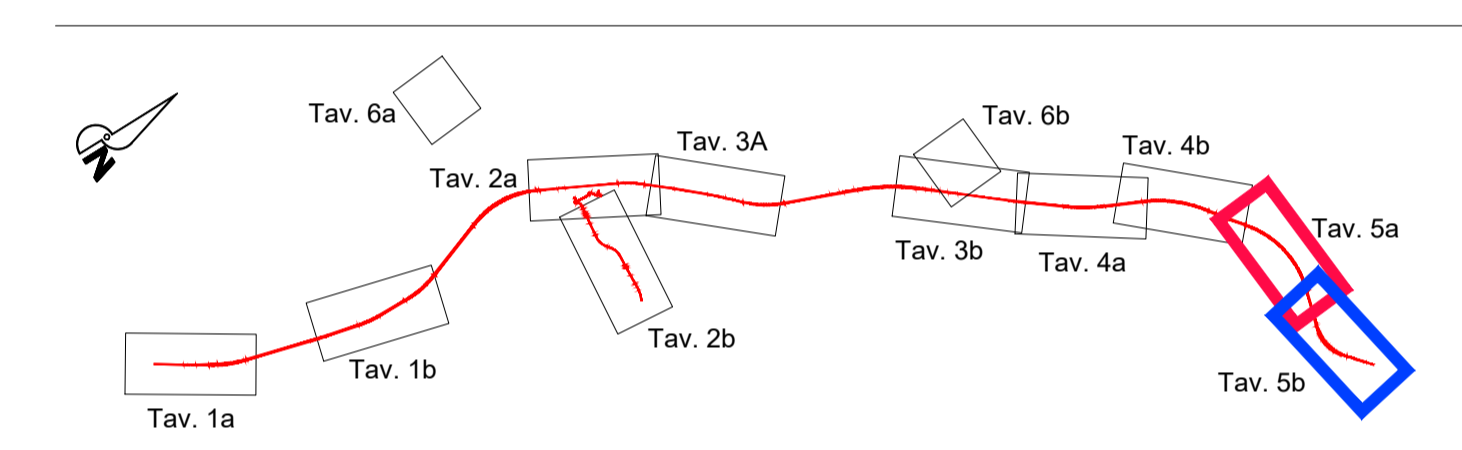 Tav. 6a
Tav. 6b
Tav. 3A
Tav. 4b
N
Tav. 2a
Tav. 5a
Tav. 3b
Tav. 4a
Tav. 2b
Tav. 1b
Tav. 5b
Tav. 1a